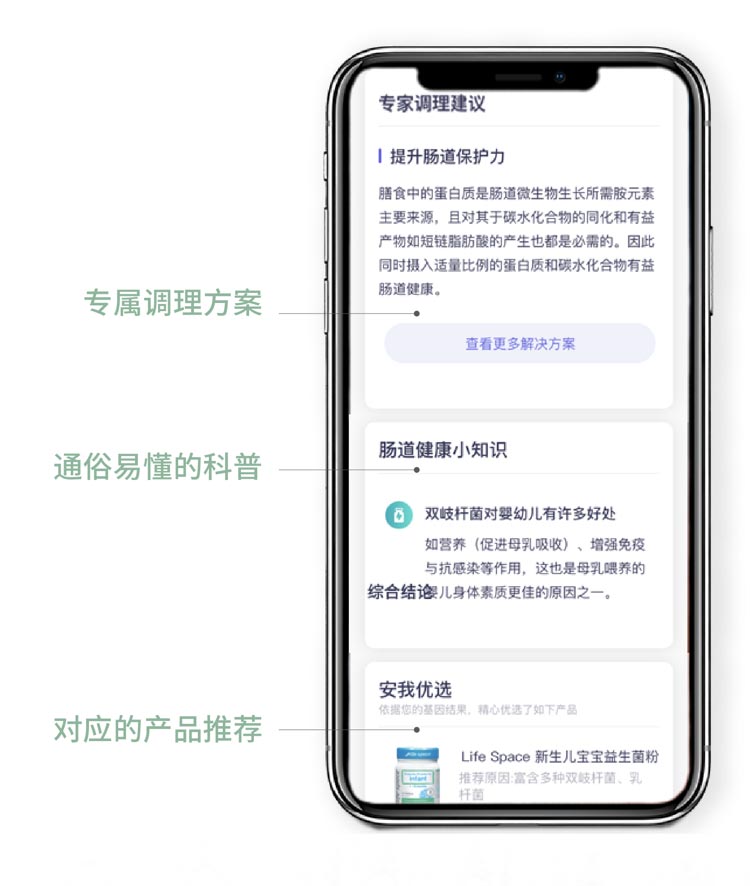 专家调理建议
提升肠道保护力
膳食中的蛋白质是肠道微生物生长所需胺元素
主要来源，且对其于碳水化合物的同化和有益
产物如短链脂肪酸的产生也都是必需的。因此
同时摄入适量比例的蛋白质和碳水化合物有益
肠道健康。
专属调理方案
查看更多解决方案
肠道健康小知识
通俗易懂的科普
双岐杆菌对婴幼儿有许多好处
如营养（促进母乳吸收）、增强免疫
与抗感染等作用，这也是母乳喂养的
综合结论
婴儿身体素质更佳的原因之一。
安我优选
依据您的基因结果，精心优选了如下产品
对应的产品推荐
Life Space 新生儿宝宝益生菌粉
推荐原因:富含多种双岐杆菌、乳
杆菌
life space
infant